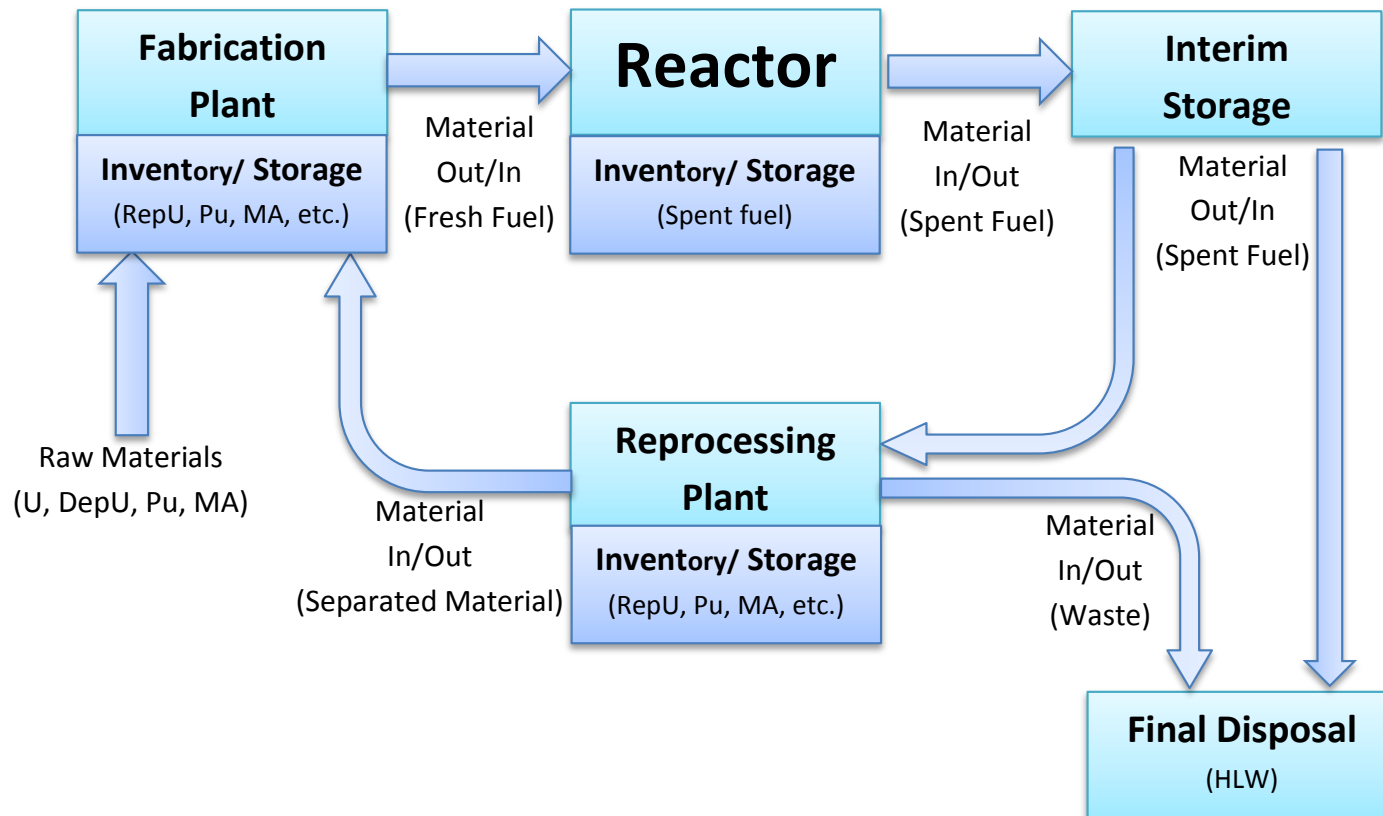 Fabrication
Plant
Inventory/ Storage
(RepU, Pu, MA, etc.)
Material
Out/In
(Fresh Fuel)
Reactor
Inventory/ Storage
(Spent fuel)
Material
In/Out
(Spent Fuel)
Interim
Storage
Material
Out/In
(Spent Fuel)
Raw Materials
(U, DepU, Pu, MA)
Material
In/Out
(Separated Material)
Reprocessing
Plant
Inventory/ Storage
(RepU, Pu, MA, etc.)
Material
In/Out
(Waste)
Final Disposal
(HLW)